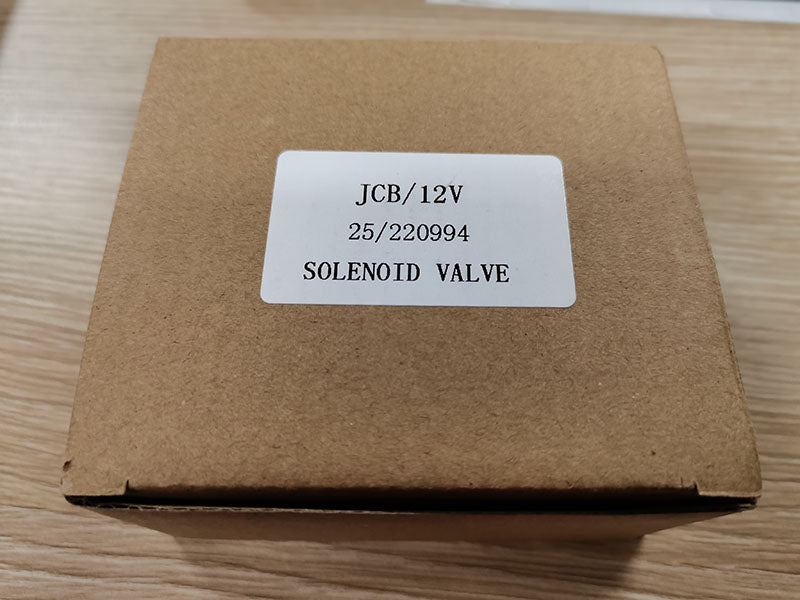 JCB/12V
25/220994
SOLENOID VALVE